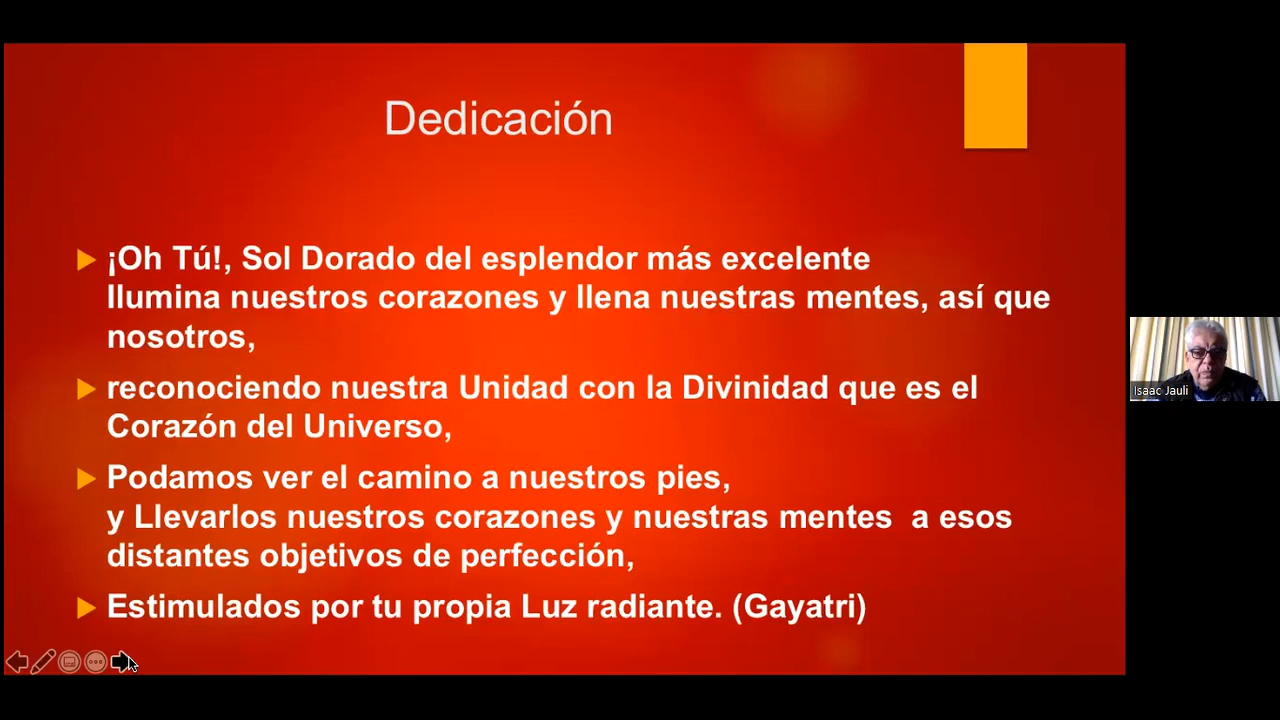 Dedicación
¡Oh Tú!, Sol Dorado del esplendor más excelente
Ilumina nuestros corazones y llena nuestras mentes, así que
nosotros,
reconociendo nuestra Unidad con la Divinidad que es el
Corazón del Universo,
Podamos ver el camino a nuestros pies,
y Llevarlos nuestros corazones y nuestras mentes  a esos
distantes objetivos de perfección,
Estimulados por tu propia Luz radiante. (Gayatri)
Isaac Jauli